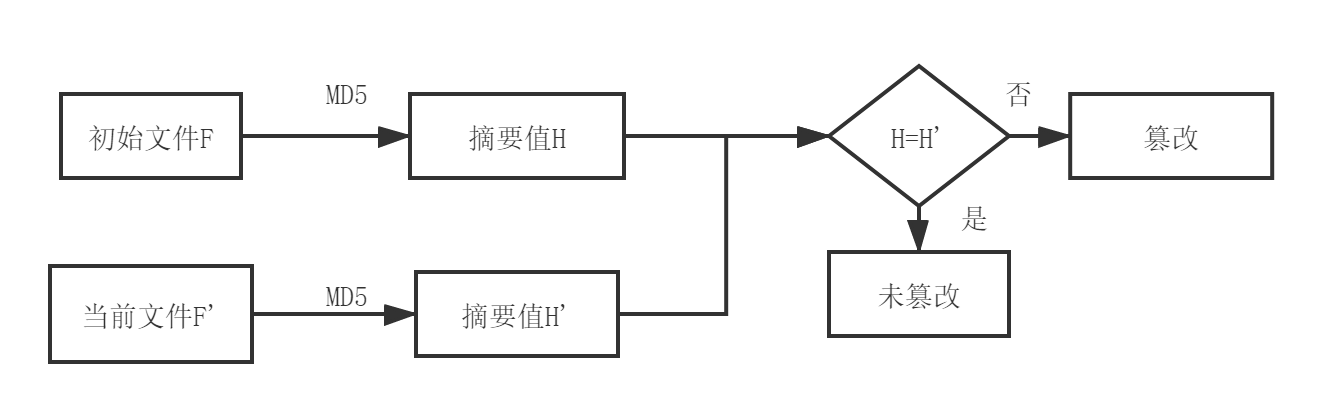 MD5
初始文件F
摘要值H
H=H'
否
篡改
是
当前文件F'
MD5
摘要值H'
未篡改